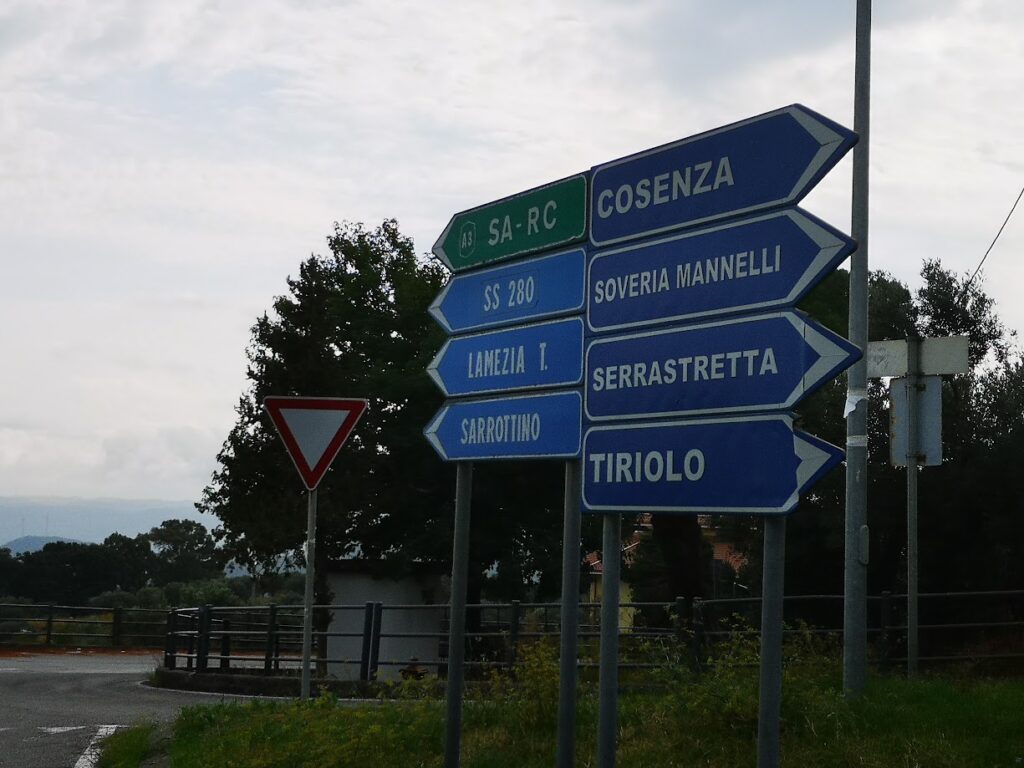 A3 SA-RC
SS 280
LAMEZIA T.
SARROTTINO
COSENZA
SOVERIA MANNELLI
SERRASTRETTA
TIRIOLO